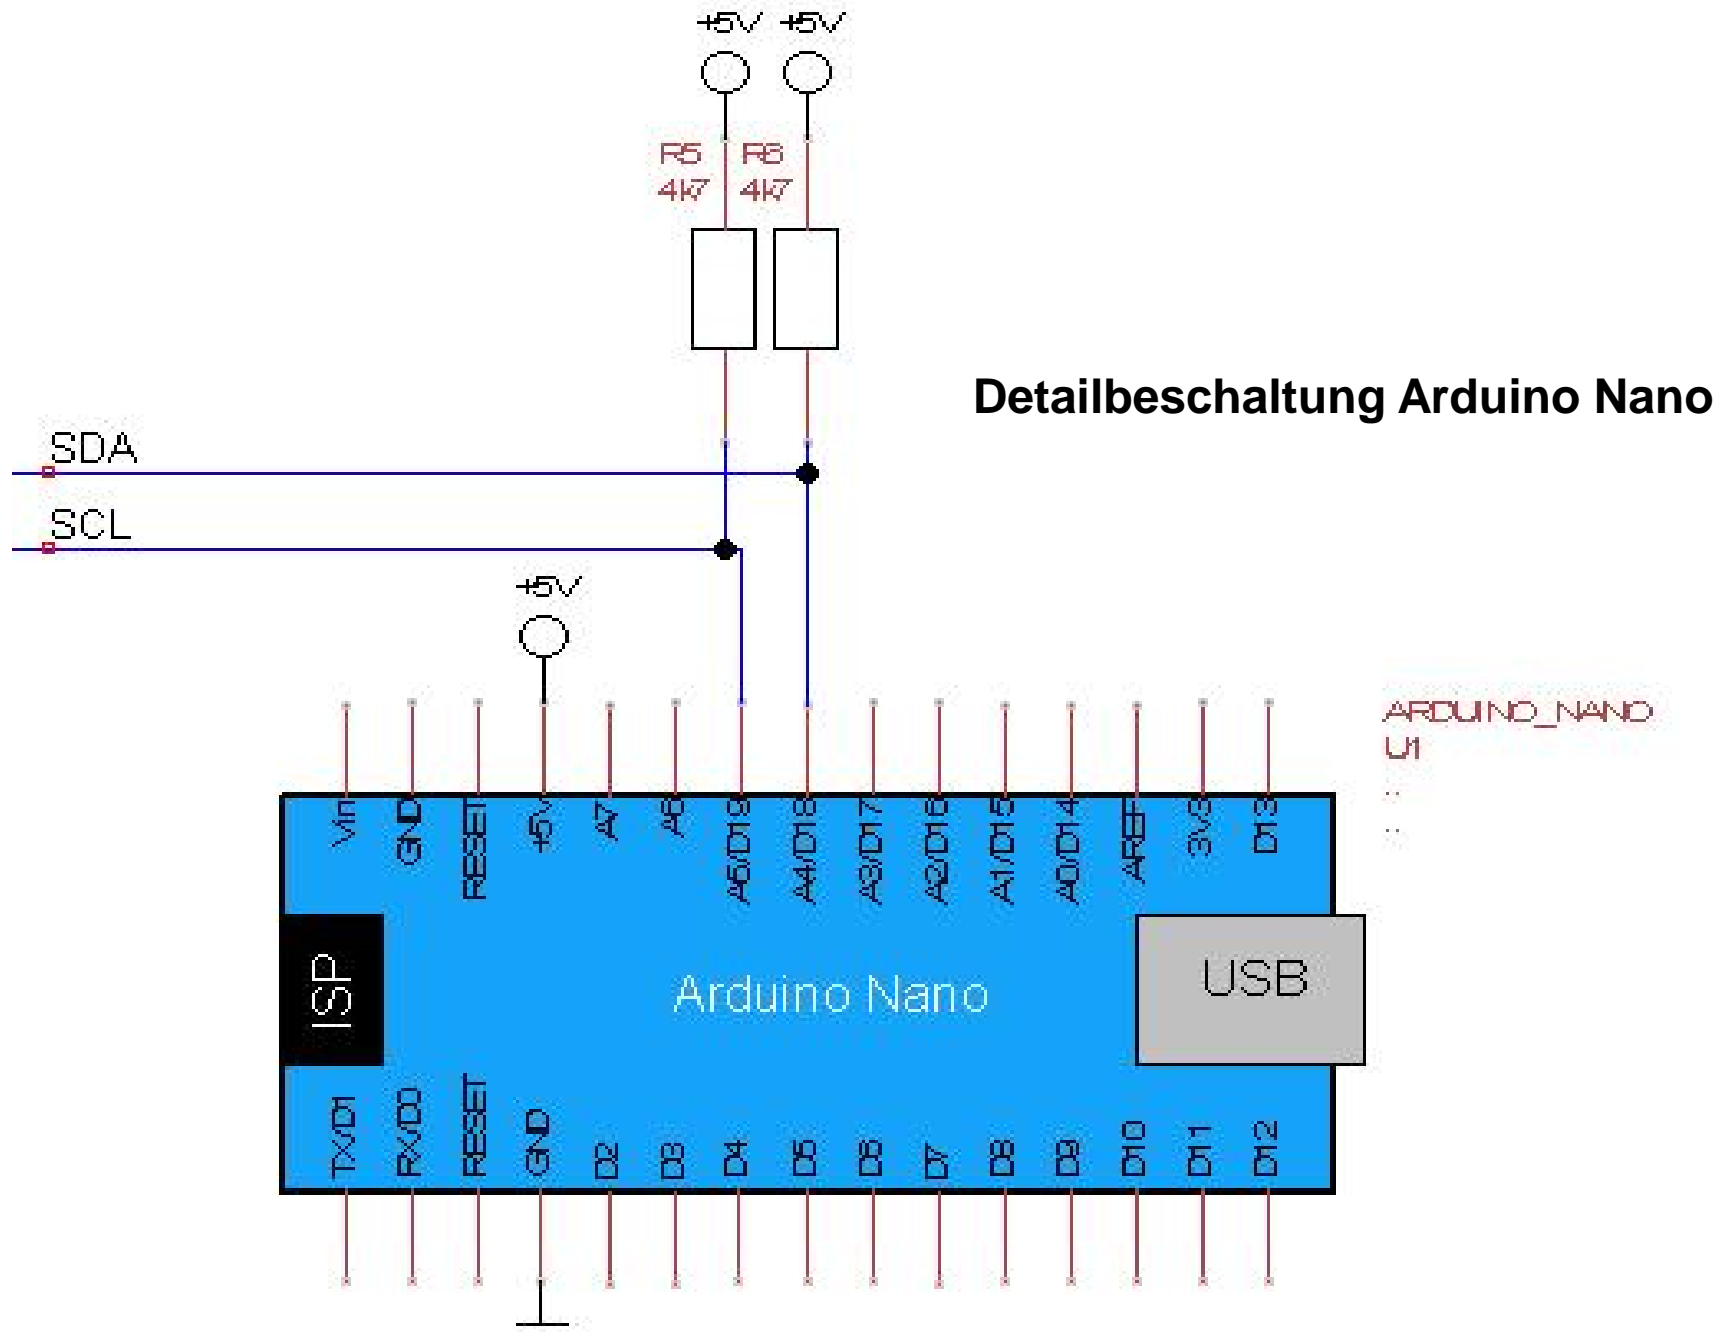 +5V +5V
R5 R6
4k7 4k7
Detailbeschaltung Arduino Nano
SDA
SCL
+5V
ARDUINO_NANO
U1
Vin GND RESET +5v A7 A6 A5/D19 A4/D18 A3/D17 A2/D16 A1/D15 A0/D14 AREF 3v3 D13
ISP
Arduino Nano
USB
TX/D1 RX/D0 RESET GND D2 D3 D4 D5 D6 D7 D8 D9 D10 D11 D12